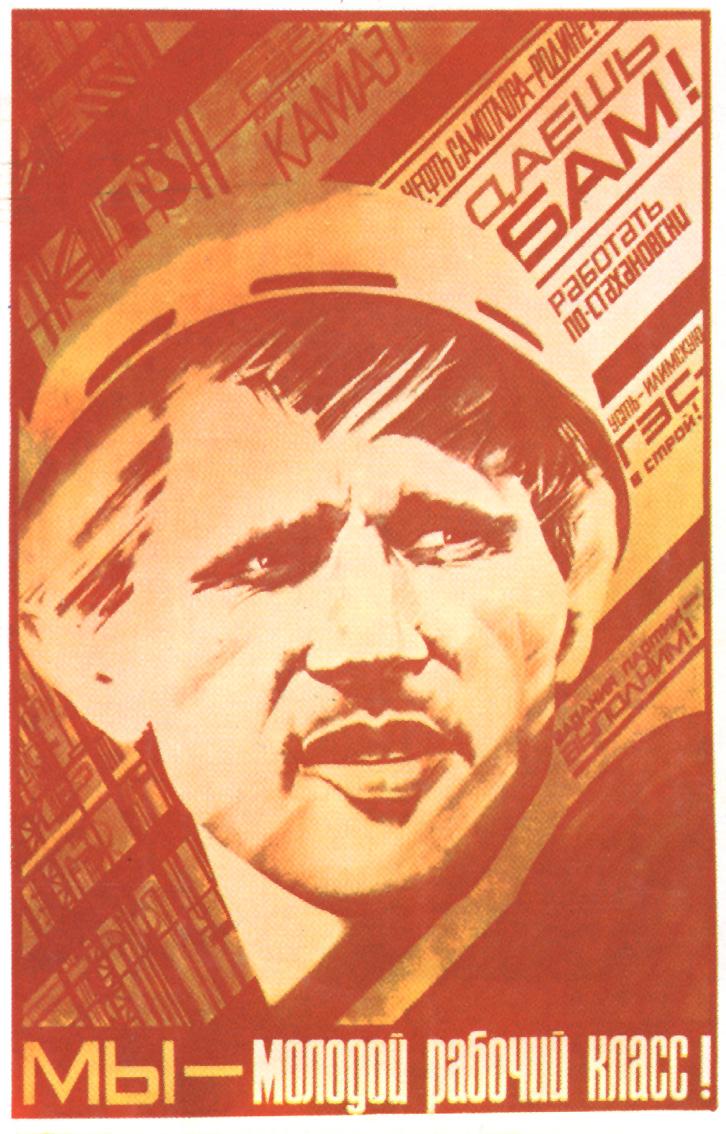 КАМАЗ!
НЕФТЬ САМОТЛОРА–РОДИНЕ!
ДАЕШЬ
БАМ!
РАБОТАТЬ
ПО-СТАХАНОВСКИ
УСТЬ-ИЛИМСКУЮ
ГЭС-
СТРОЙ!
ЗАДАНИЯ ПАРТИИ—
ВЫПОЛНИМ!
МЫ— МОЛОДОЙ РАБОЧИЙ КЛАСС!